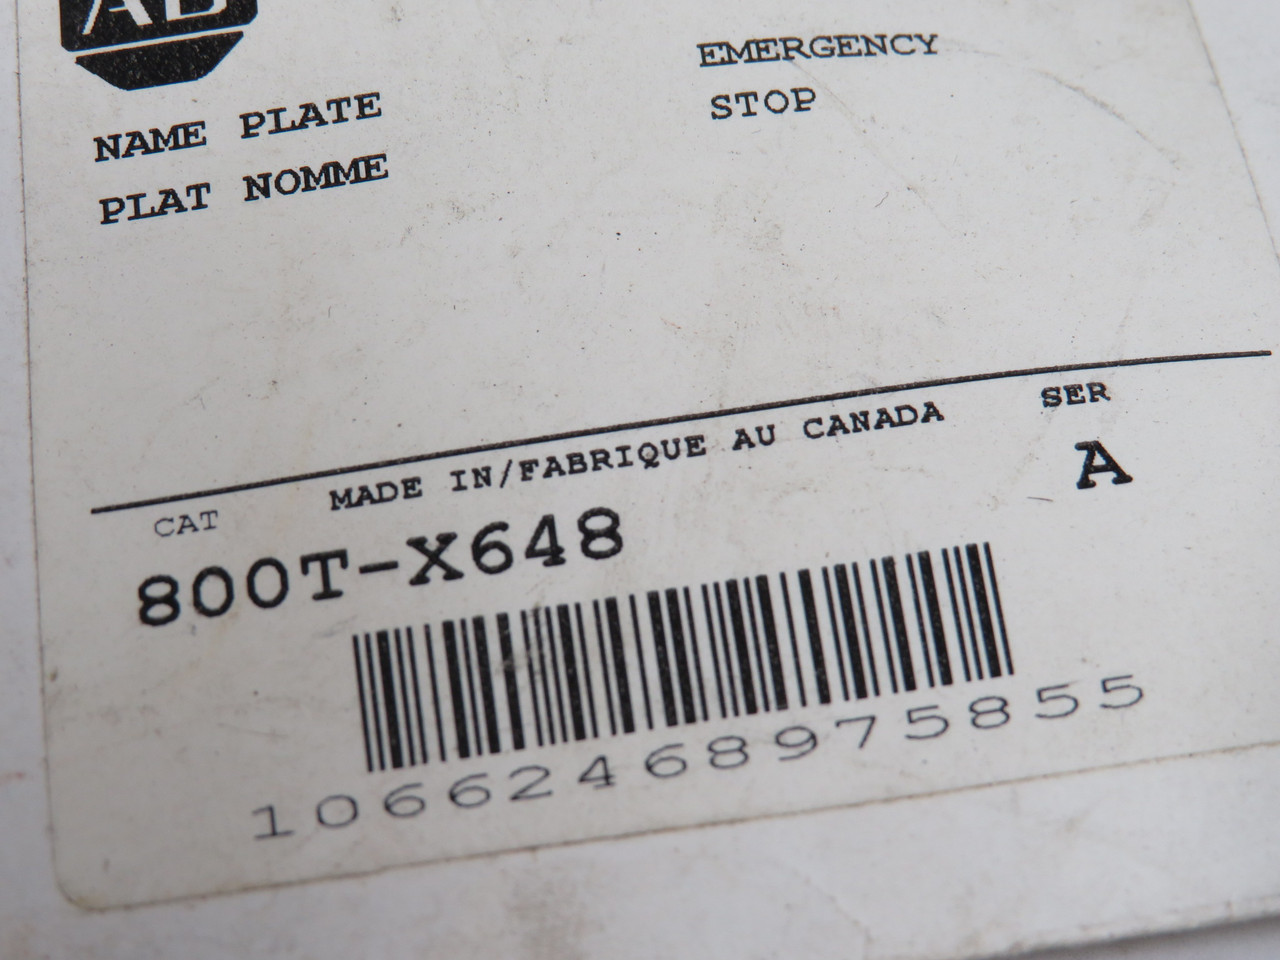 AB
NAME PLATE
PLAT NOMME
EMERGENCY
STOP
MADE IN/FABRIQUE AU CANADA
CAT
800T-X648
SER
A
10662468975855